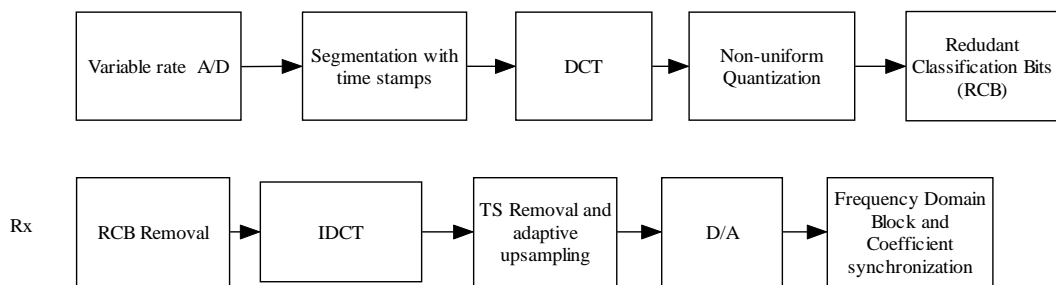 Variable rate A/D
Segmentation with
time stamps
DCT
Non-uniform
Quantization
Redudant
Classification Bits
(RCB)
Rx
RCB Removal
IDCT
TS Removal and
adaptive
upsampling
D/A
Frequency Domain
Block and
Coefficient
synchronization